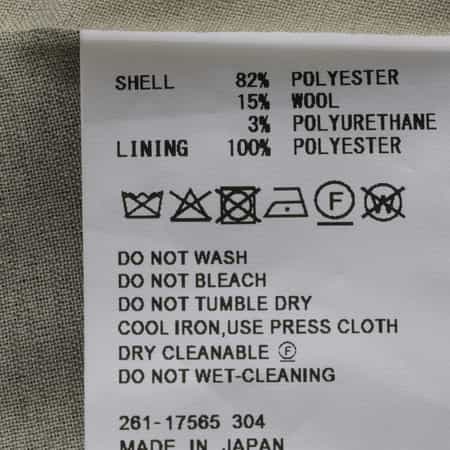 SHELL 82% POLYESTER
15% WOOL
3% POLYURETHANE
LINING 100% POLYESTER
F W
DO NOT WASH
DO NOT BLEACH
DO NOT TUMBLE DRY
COOL IRON,USE PRESS CLOTH
DRY CLEANABLE Ⓕ
DO NOT WET-CLEANING
261-17565 304
MADE IN JAPAN